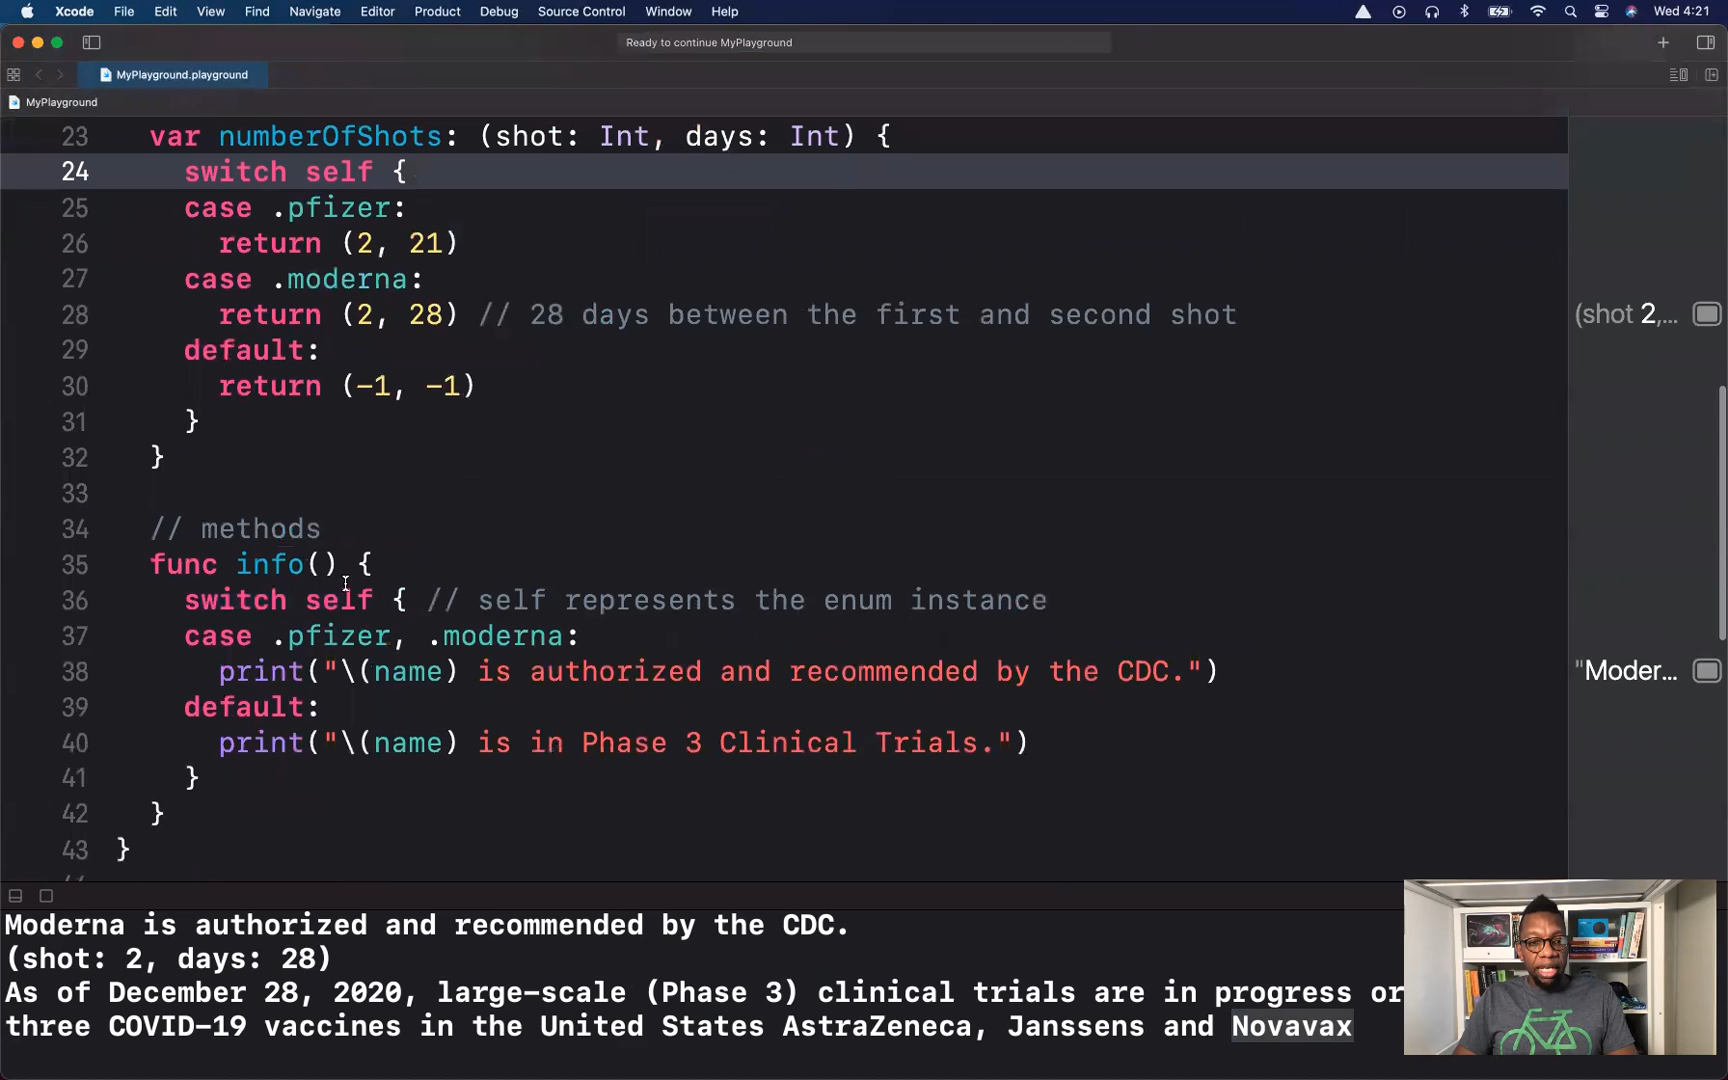 Xcode File Edit View Find Navigate Editor Product Debug Source Control Window Help Wed 4:21
Ready to continue MyPlayground
MyPlayground.playground
MyPlayground
23 var numberOfShots: (shot: Int, days: Int) {
24 switch self {
25 case .pfizer:
26 return (2, 21)
27 case .moderna:
28 return (2, 28) // 28 days between the first and second shot (shot 2,...
29 default:
30 return (-1, -1)
31 }
32 }
33
34 // methods
35 func info() {
36 switch self { // self represents the enum instance
37 case .pfizer, .moderna:
38 print("\(name) is authorized and recommended by the CDC.") "Moder...
39 default:
40 print("\(name) is in Phase 3 Clinical Trials.")
41 }
42 }
43 }
Moderna is authorized and recommended by the CDC.
(shot: 2, days: 28)
As of December 28, 2020, large-scale (Phase 3) clinical trials are in progress or
three COVID-19 vaccines in the United States AstraZeneca, Janssens and Novavax